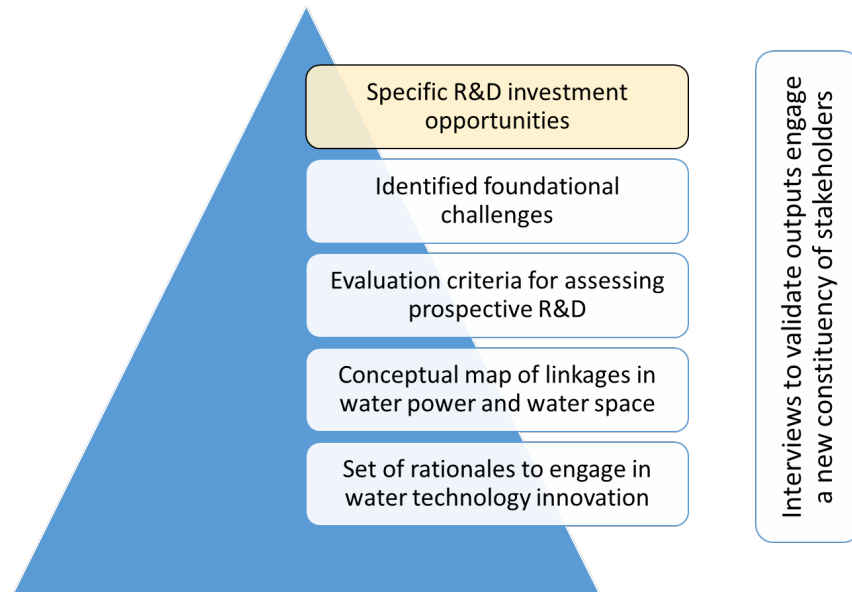 Specific R&D investment
opportunities
Identified foundational
challenges
Evaluation criteria for assessing
prospective R&D
Conceptual map of linkages in
water power and water space
Set of rationales to engage in
water technology innovation
Interviews to validate outputs engage
a new constituency of stakeholders